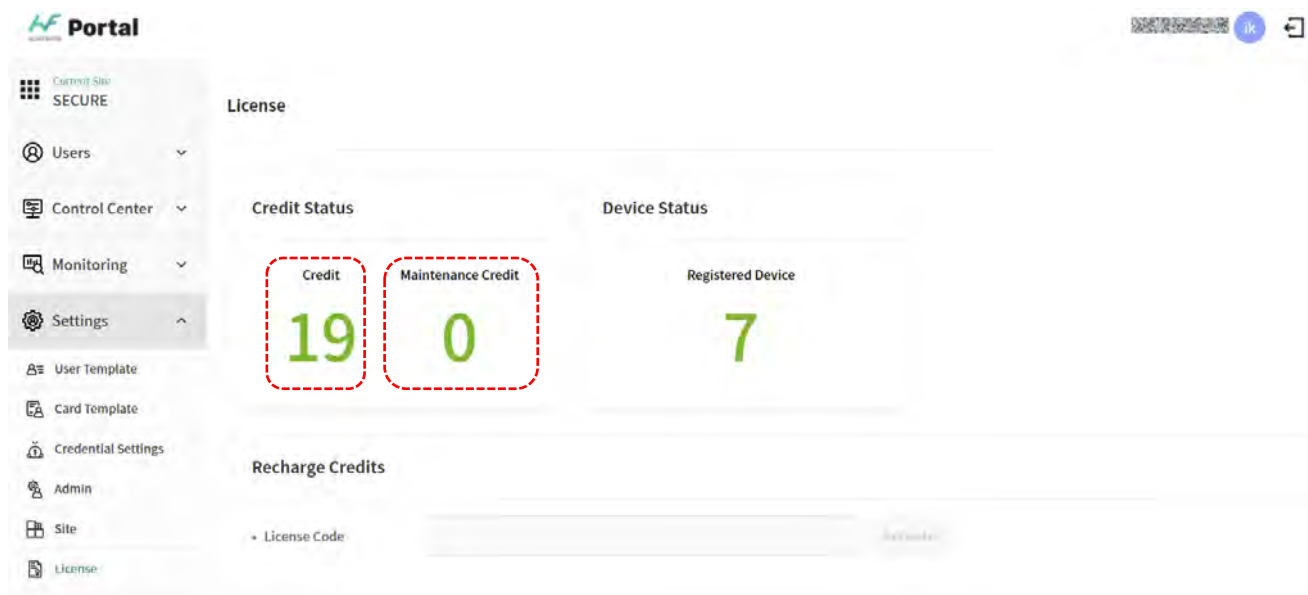 Portal
ik
Current Site
SECURE
Users
Control Center
Monitoring
Settings
User Template
Card Template
Credential Settings
Admin
Site
License
License
Credit Status
Credit
19
Maintenance Credit
0
Device Status
Registered Device
7
Recharge Credits
• License Code